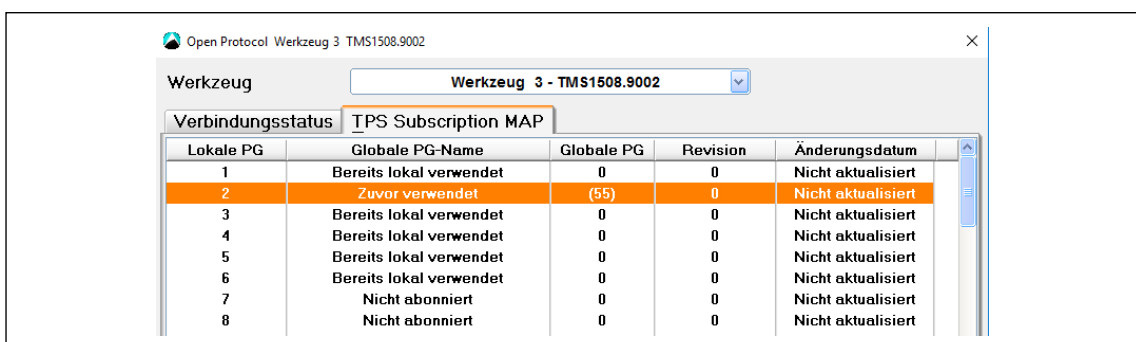 Open Protocol Werkzeug 3 TMS1508.9002
Werkzeug Werkzeug 3 - TMS1508.9002
Verbindungsstatus TPS Subscription MAP
Lokale PG Globale PG-Name Globale PG Revision Änderungsdatum
1 Bereits lokal verwendet 0 0 Nicht aktualisiert
2 Zuvor verwendet (55) 0 Nicht aktualisiert
3 Bereits lokal verwendet 0 0 Nicht aktualisiert
4 Bereits lokal verwendet 0 0 Nicht aktualisiert
5 Bereits lokal verwendet 0 0 Nicht aktualisiert
6 Bereits lokal verwendet 0 0 Nicht aktualisiert
7 Nicht abonniert 0 0 Nicht aktualisiert
8 Nicht abonniert 0 0 Nicht aktualisiert